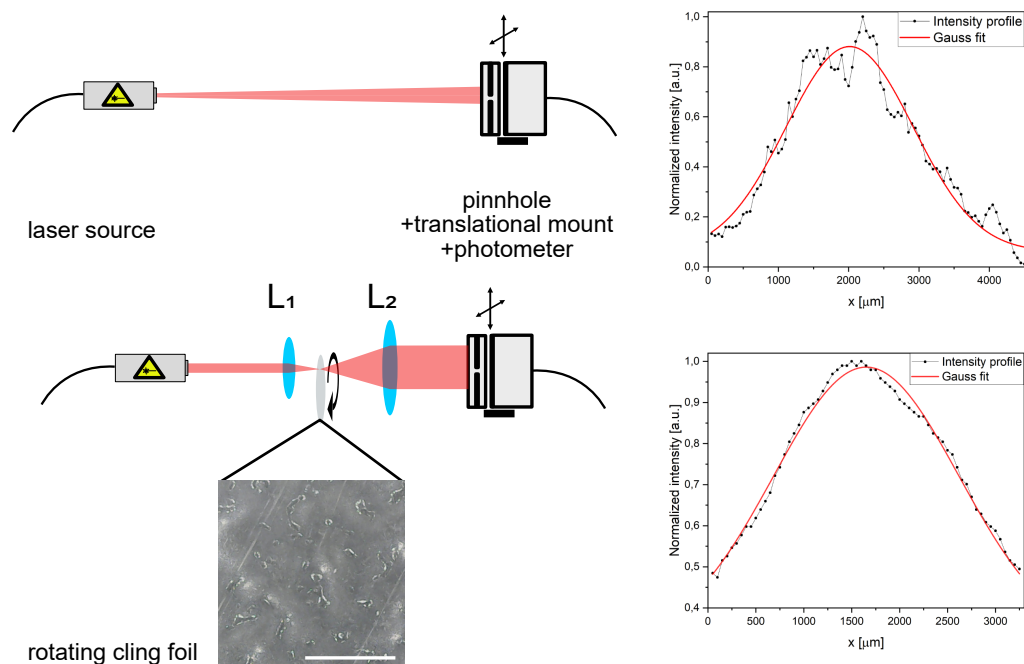 laser source
pinnhole
+translational mount
+photometer
Intensity profile
Gauss fit
Normalized intensity [a.u.]
1,0
0,8
0,6
0,4
0,2
0,0
0 1000 2000 3000 4000
x [μm]
L₁ L₂
rotating cling foil
Intensity profile
Gauss fit
Normalized intensity [a.u.]
1,0
0,9
0,8
0,7
0,6
0,5
0,4
0 500 1000 1500 2000 2500 3000
x [μm]